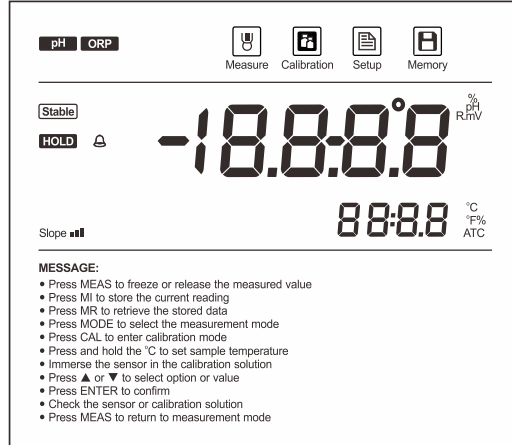 pH ORP
Measure Calibration Setup Memory
Stable
HOLD
-18.8:8.8°
%
pH
R.mV
Slope
88:8.8
°C
°F%
ATC
MESSAGE:
• Press MEAS to freeze or release the measured value
• Press MI to store the current reading
• Press MR to retrieve the stored data
• Press MODE to select the measurement mode
• Press CAL to enter calibration mode
• Press and hold the °C to set sample temperature
• Immerse the sensor in the calibration solution
• Press ▲ or ▼ to select option or value
• Press ENTER to confirm
• Check the sensor or calibration solution
• Press MEAS to return to measurement mode